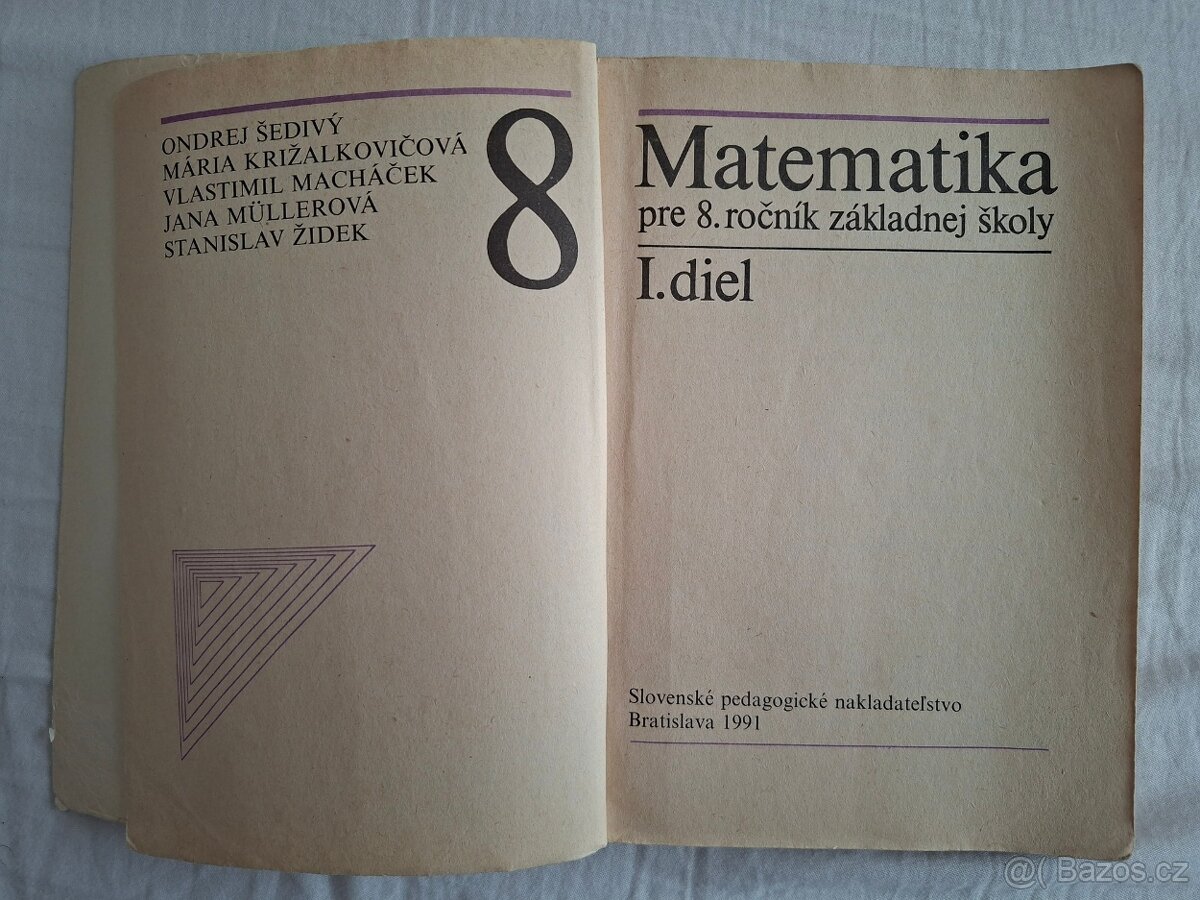 ONDREJ ŠEDIVÝ
MÁRIA KRIŽALKOVIČOVÁ
VLASTIMIL MACHÁČEK
JANA MÜLLEROVÁ
STANISLAV ŽIDEK
8
Matematika
pre 8. ročník základnej školy
I. diel
Slovenské pedagogické nakladateľstvo
Bratislava 1991
@( Bazos.cz